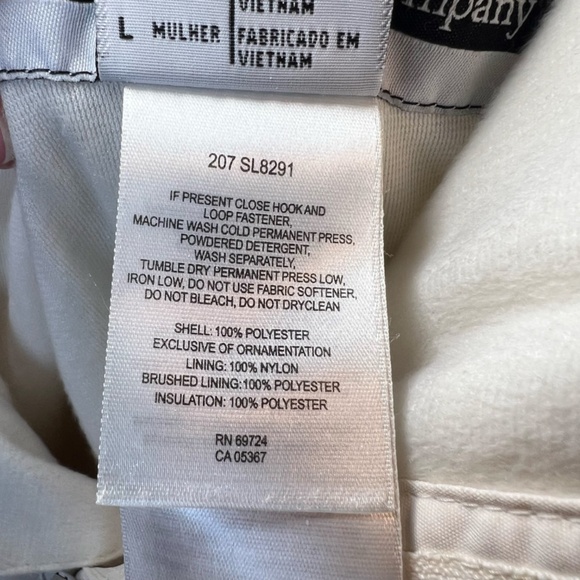 VIETNAM
L MULHER FABRICADO EM
VIETNAM
207 SL8291
IF PRESENT CLOSE HOOK AND
LOOP FASTENER,
MACHINE WASH COLD PERMANENT PRESS,
POWDERED DETERGENT,
WASH SEPARATELY,
TUMBLE DRY PERMANENT PRESS LOW,
IRON LOW, DO NOT USE FABRIC SOFTENER,
DO NOT BLEACH, DO NOT DRYCLEAN
SHELL: 100% POLYESTER
EXCLUSIVE OF ORNAMENTATION
LINING: 100% NYLON
BRUSHED LINING:100% POLYESTER
INSULATION: 100% POLYESTER
RN 69724
CA 05367